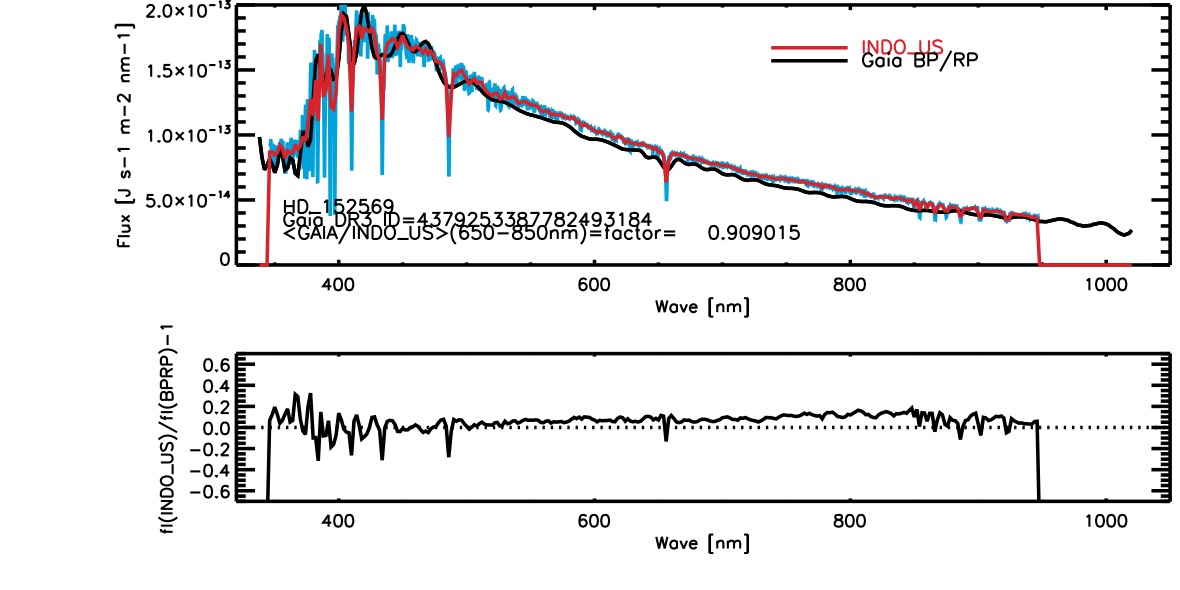 2.0×10−13
1.5×10−13
1.0×10−13
5.0×10−14
0
Flux [J s−1 m−2 nm−1]
INDO_US
Gaia BP/RP
HD_152569
Gaia DR3 ID=4379253387782493184
<GAIA/INDO_US>(650−850nm)=factor= 0.909015
400 600 800 1000
Wave [nm]
fl(INDO_US)/fl(BPRP)−1
0.6
0.4
0.2
0.0
−0.2
−0.4
−0.6
400 600 800 1000
Wave [nm]